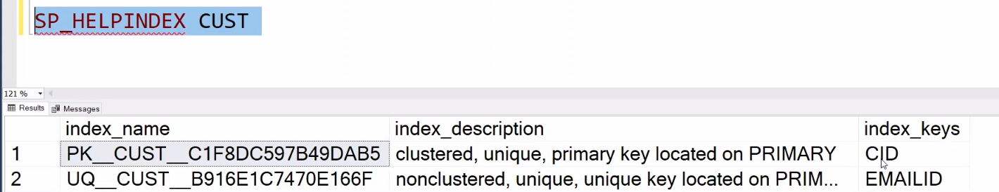 SP_HELPINDEX CUST
121 %
Results Messages
index_name index_description index_keys
1 PK__CUST__C1F8DC597B49DAB5 clustered, unique, primary key located on PRIMARY CID
2 UQ__CUST__B916E1C7470E166F nonclustered, unique, unique key located on PRIM... EMAILID